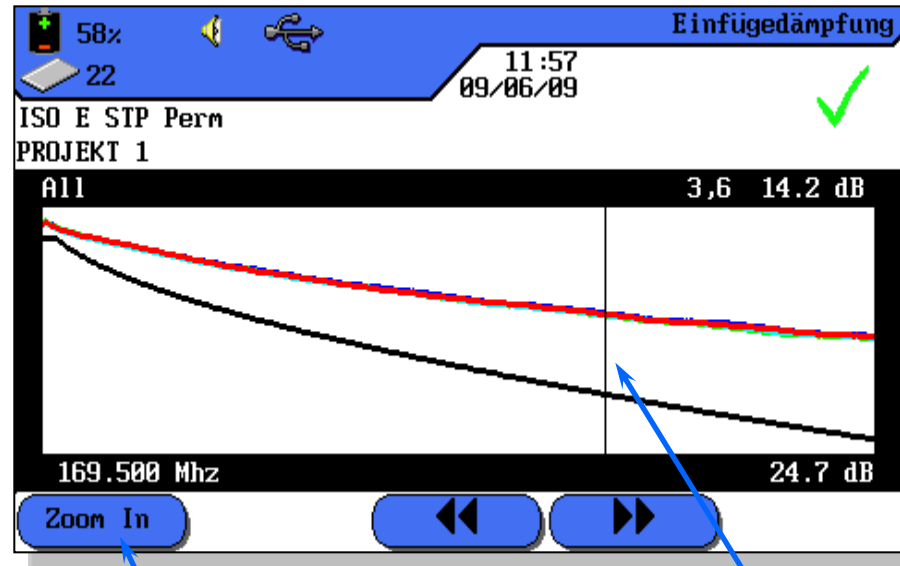 58%
Einfügedämpfung
22
11:57
09/06/09
ISO E STP Perm
PROJEKT 1
All 3,6 14.2 dB
169.500 Mhz 24.7 dB
Zoom In